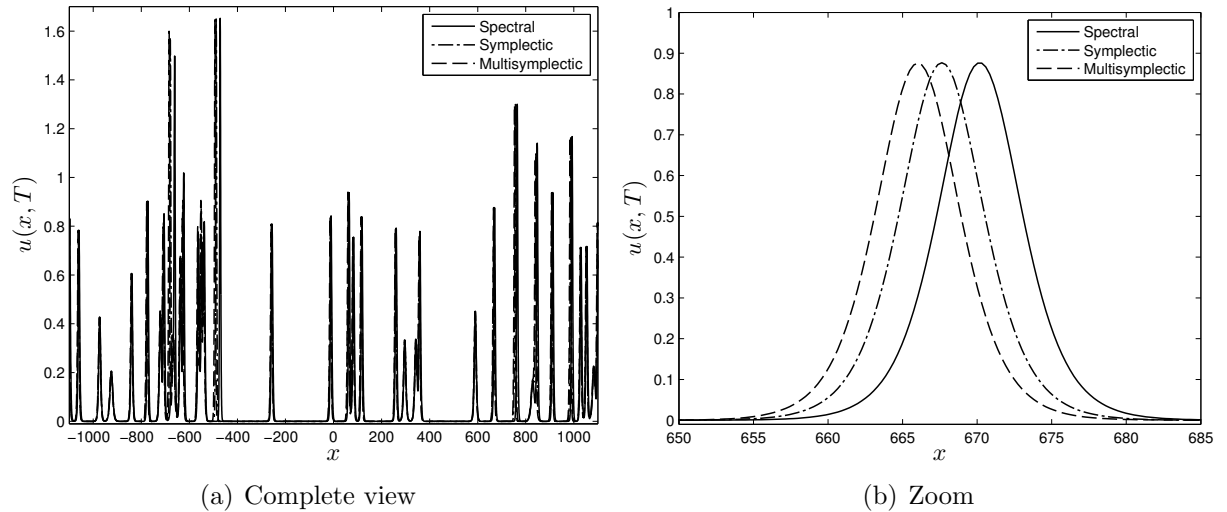 Spectral
Symplectic
Multisymplectic
u(x, T)
1.6
1.4
1.2
1
0.8
0.6
0.4
0.2
0
−1000 −800 −600 −400 −200 0 200 400 600 800 1000
x
(a) Complete view
Spectral
Symplectic
Multisymplectic
u(x, T)
1
0.9
0.8
0.7
0.6
0.5
0.4
0.3
0.2
0.1
0
650 655 660 665 670 675 680 685
x
(b) Zoom